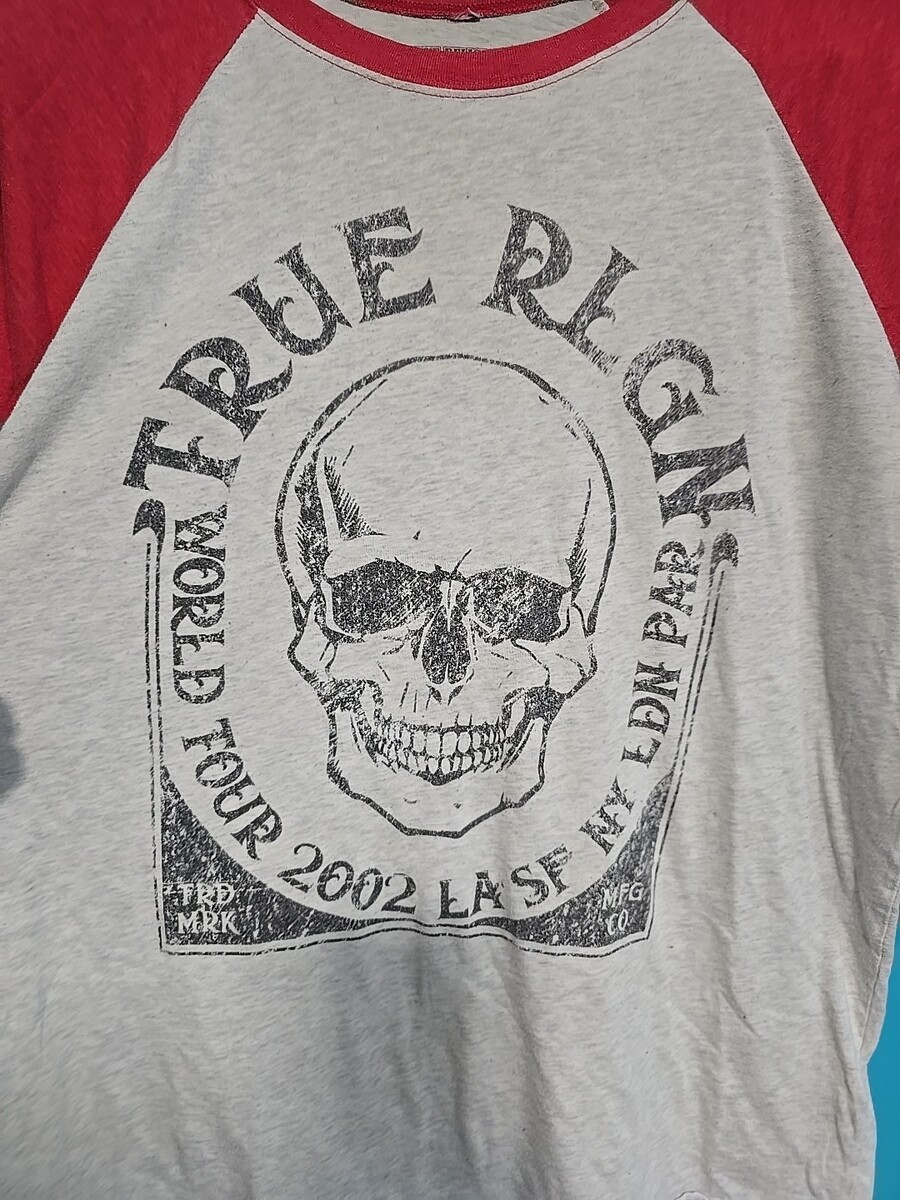 TRUE RLGN
WORLD TOUR 2002 LA SF NY LDN PAR
TRD
MRK
MFG
CO